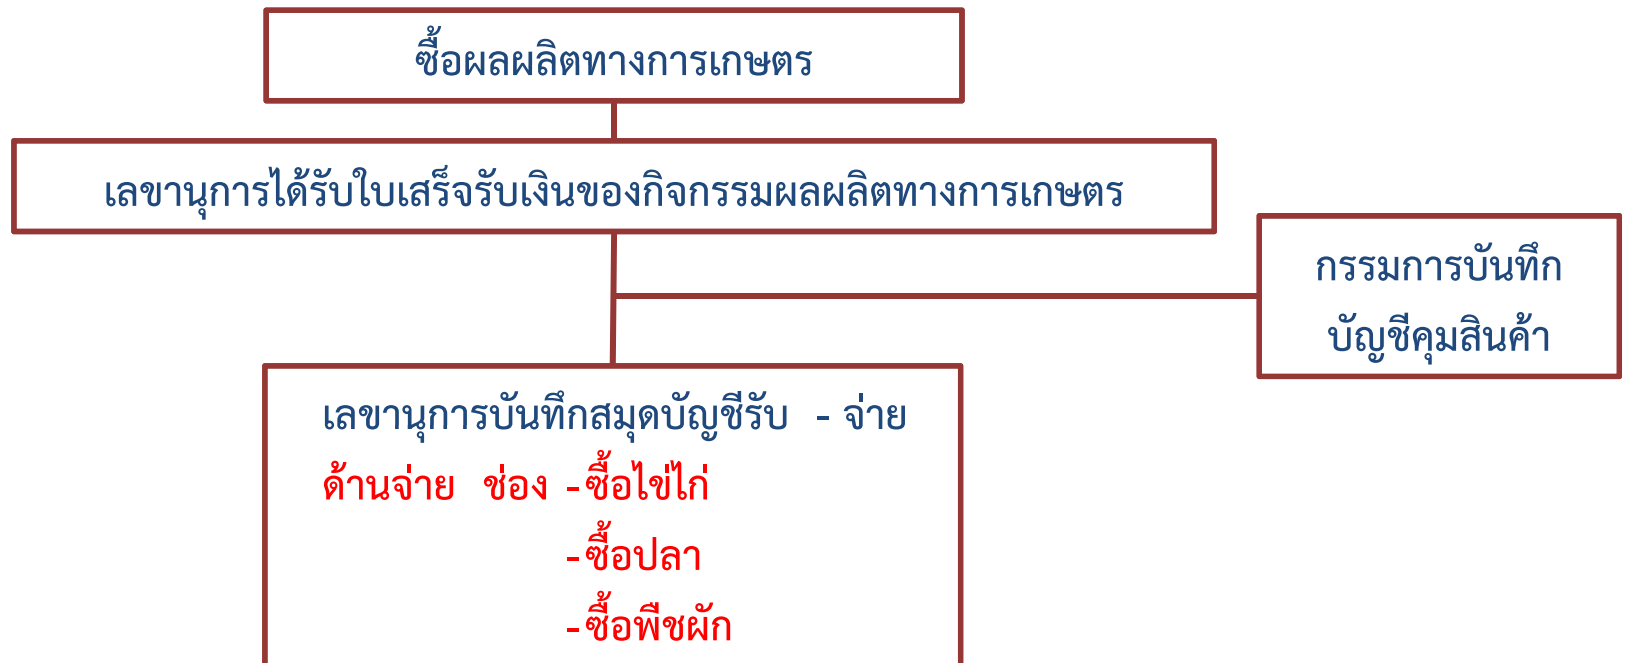 ซื้อผลผลิตทางการเกษตร
เลขานุการได้รับใบเสร็จรับเงินของกิจกรรมผลผลิตทางการเกษตร
กรรมการบันทึก
บัญชีคุมสินค้า
เลขานุการบันทึกสมุดบัญชีรับ - จ่าย
ด้านจ่าย ช่อง -ซื้อไข่ไก่
-ซื้อปลา
-ซื้อพืชผัก